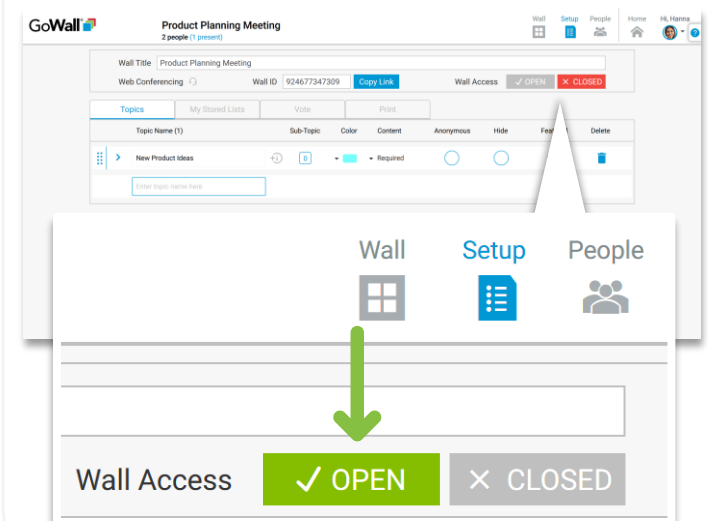 GoWall
Product Planning Meeting
2 people (1 present)
Wall Setup People Home Hi, Hanna
Wall Title Product Planning Meeting
Web Conferencing Wall ID 924677347309 Copy Link Wall Access ✓ OPEN × CLOSED
Topics My Stored Lists Vote Print
Topic Name (1) Sub-Topic Color Content Anonymous Hide Delete
New Product Ideas +i 0 Required
Enter topic name here
Wall Setup People
Wall Access ✓ OPEN × CLOSED